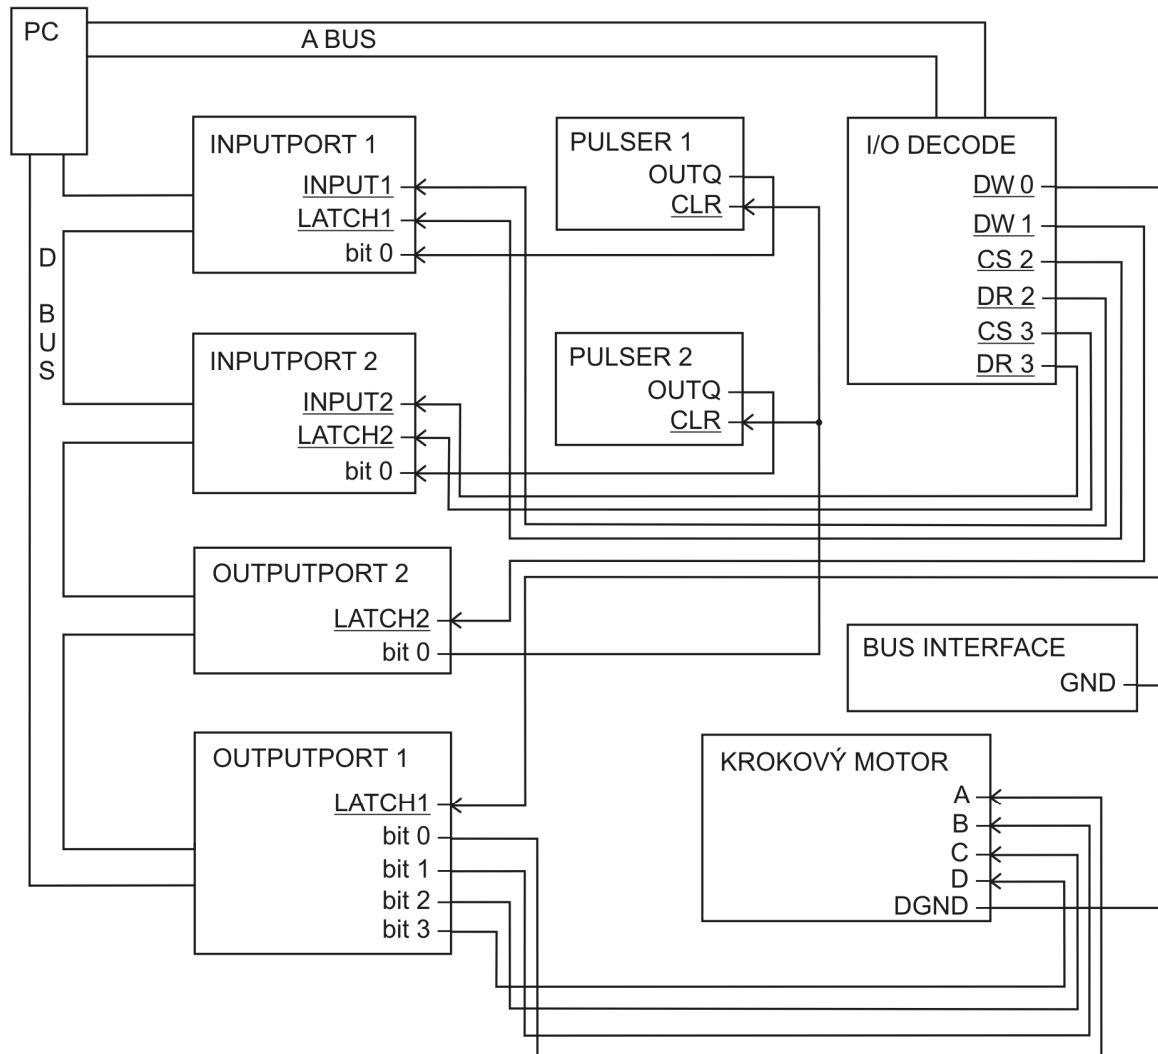 PC
A BUS
D
B
U
S
INPUTPORT 1
INPUT1
LATCH1
bit 0
PULSER 1
OUTQ
CLR
I/O DECODE
DW 0
DW 1
CS 2
DR 2
CS 3
DR 3
INPUTPORT 2
INPUT2
LATCH2
bit 0
PULSER 2
OUTQ
CLR
OUTPUTPORT 2
LATCH2
bit 0
BUS INTERFACE
GND
OUTPUTPORT 1
LATCH1
bit 0
bit 1
bit 2
bit 3
KROKOVÝ MOTOR
A
B
C
D
DGND